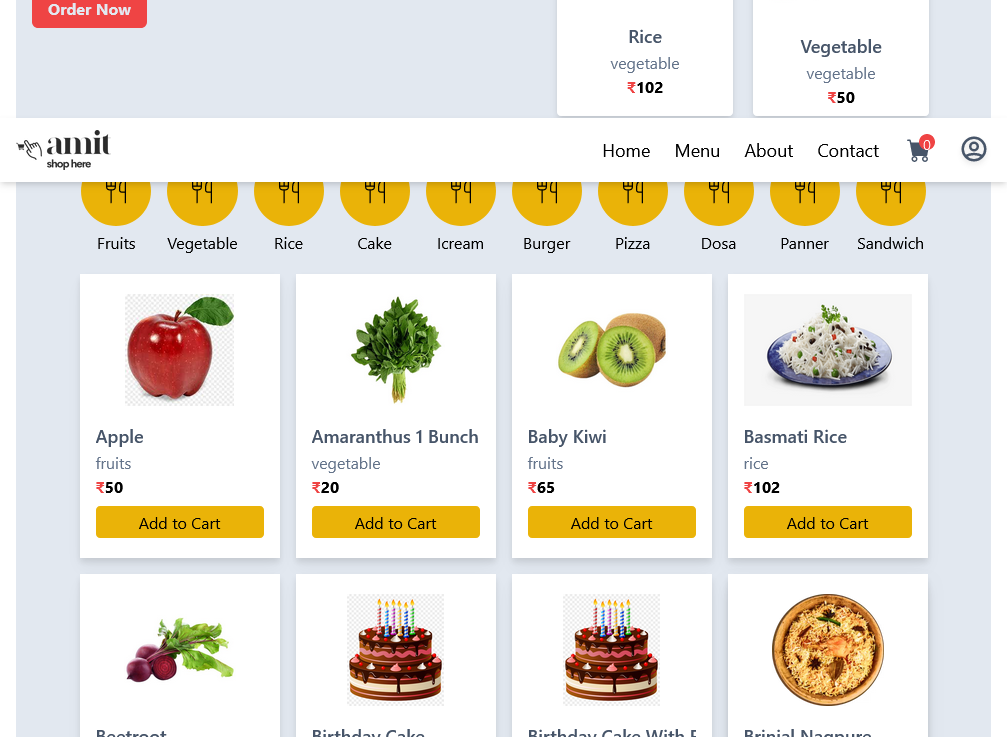 Order Now
Rice
vegetable
₹102
Vegetable
vegetable
₹50
amit
shop here
Home Menu About Contact 0
Fruits Vegetable Rice Cake Icream Burger Pizza Dosa Panner Sandwich
Apple
fruits
₹50
Add to Cart
Amaranthus 1 Bunch
vegetable
₹20
Add to Cart
Baby Kiwi
fruits
₹65
Add to Cart
Basmati Rice
rice
₹102
Add to Cart
Beetroot
Birthday Cake
Birthday Cake With
Brinjal Nagpure